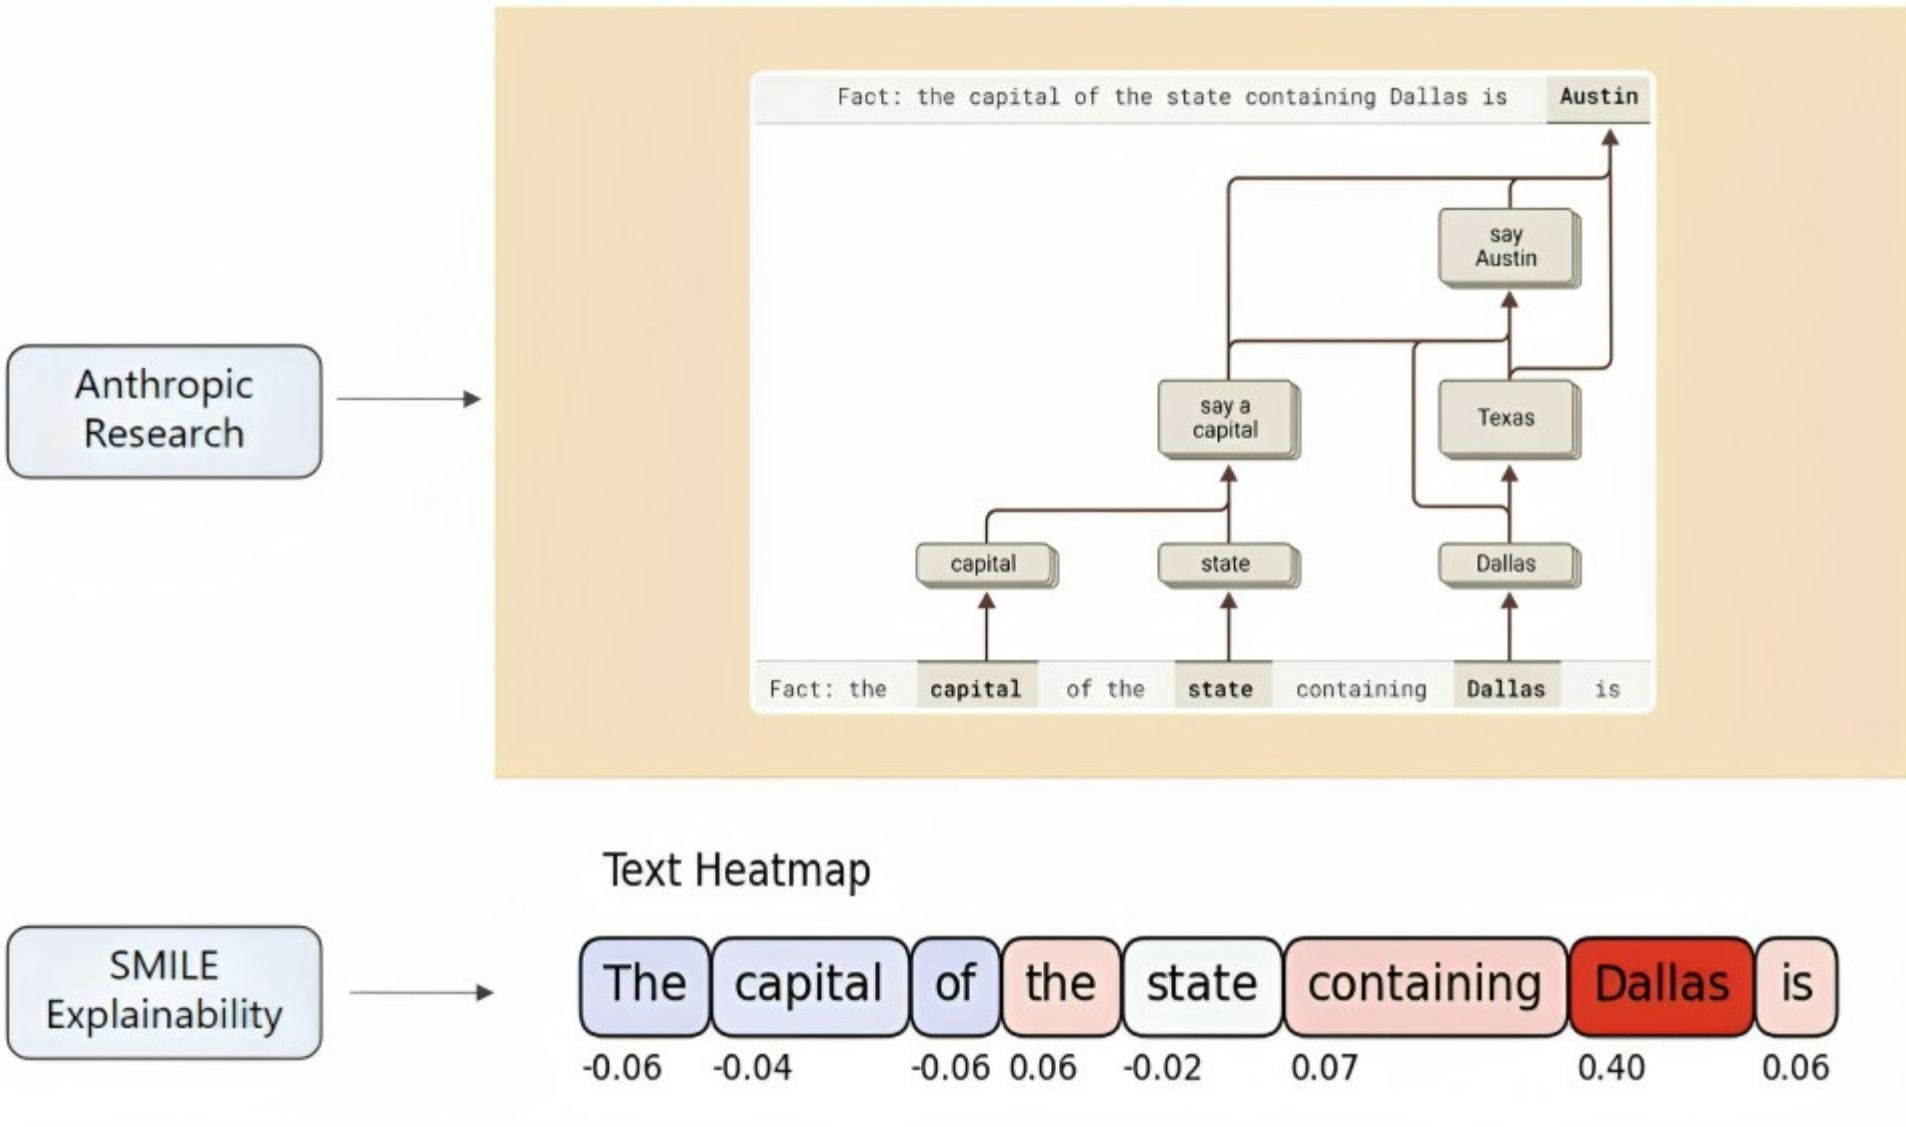 Fact: the capital of the state containing Dallas is Austin
say
Austin
Anthropic
Research
say a
capital
Texas
capital state Dallas
Fact: the capital of the state containing Dallas is
Text Heatmap
SMILE
Explainability
The capital of the state containing Dallas is
-0.06 -0.04 -0.06 0.06 -0.02 0.07 0.40 0.06